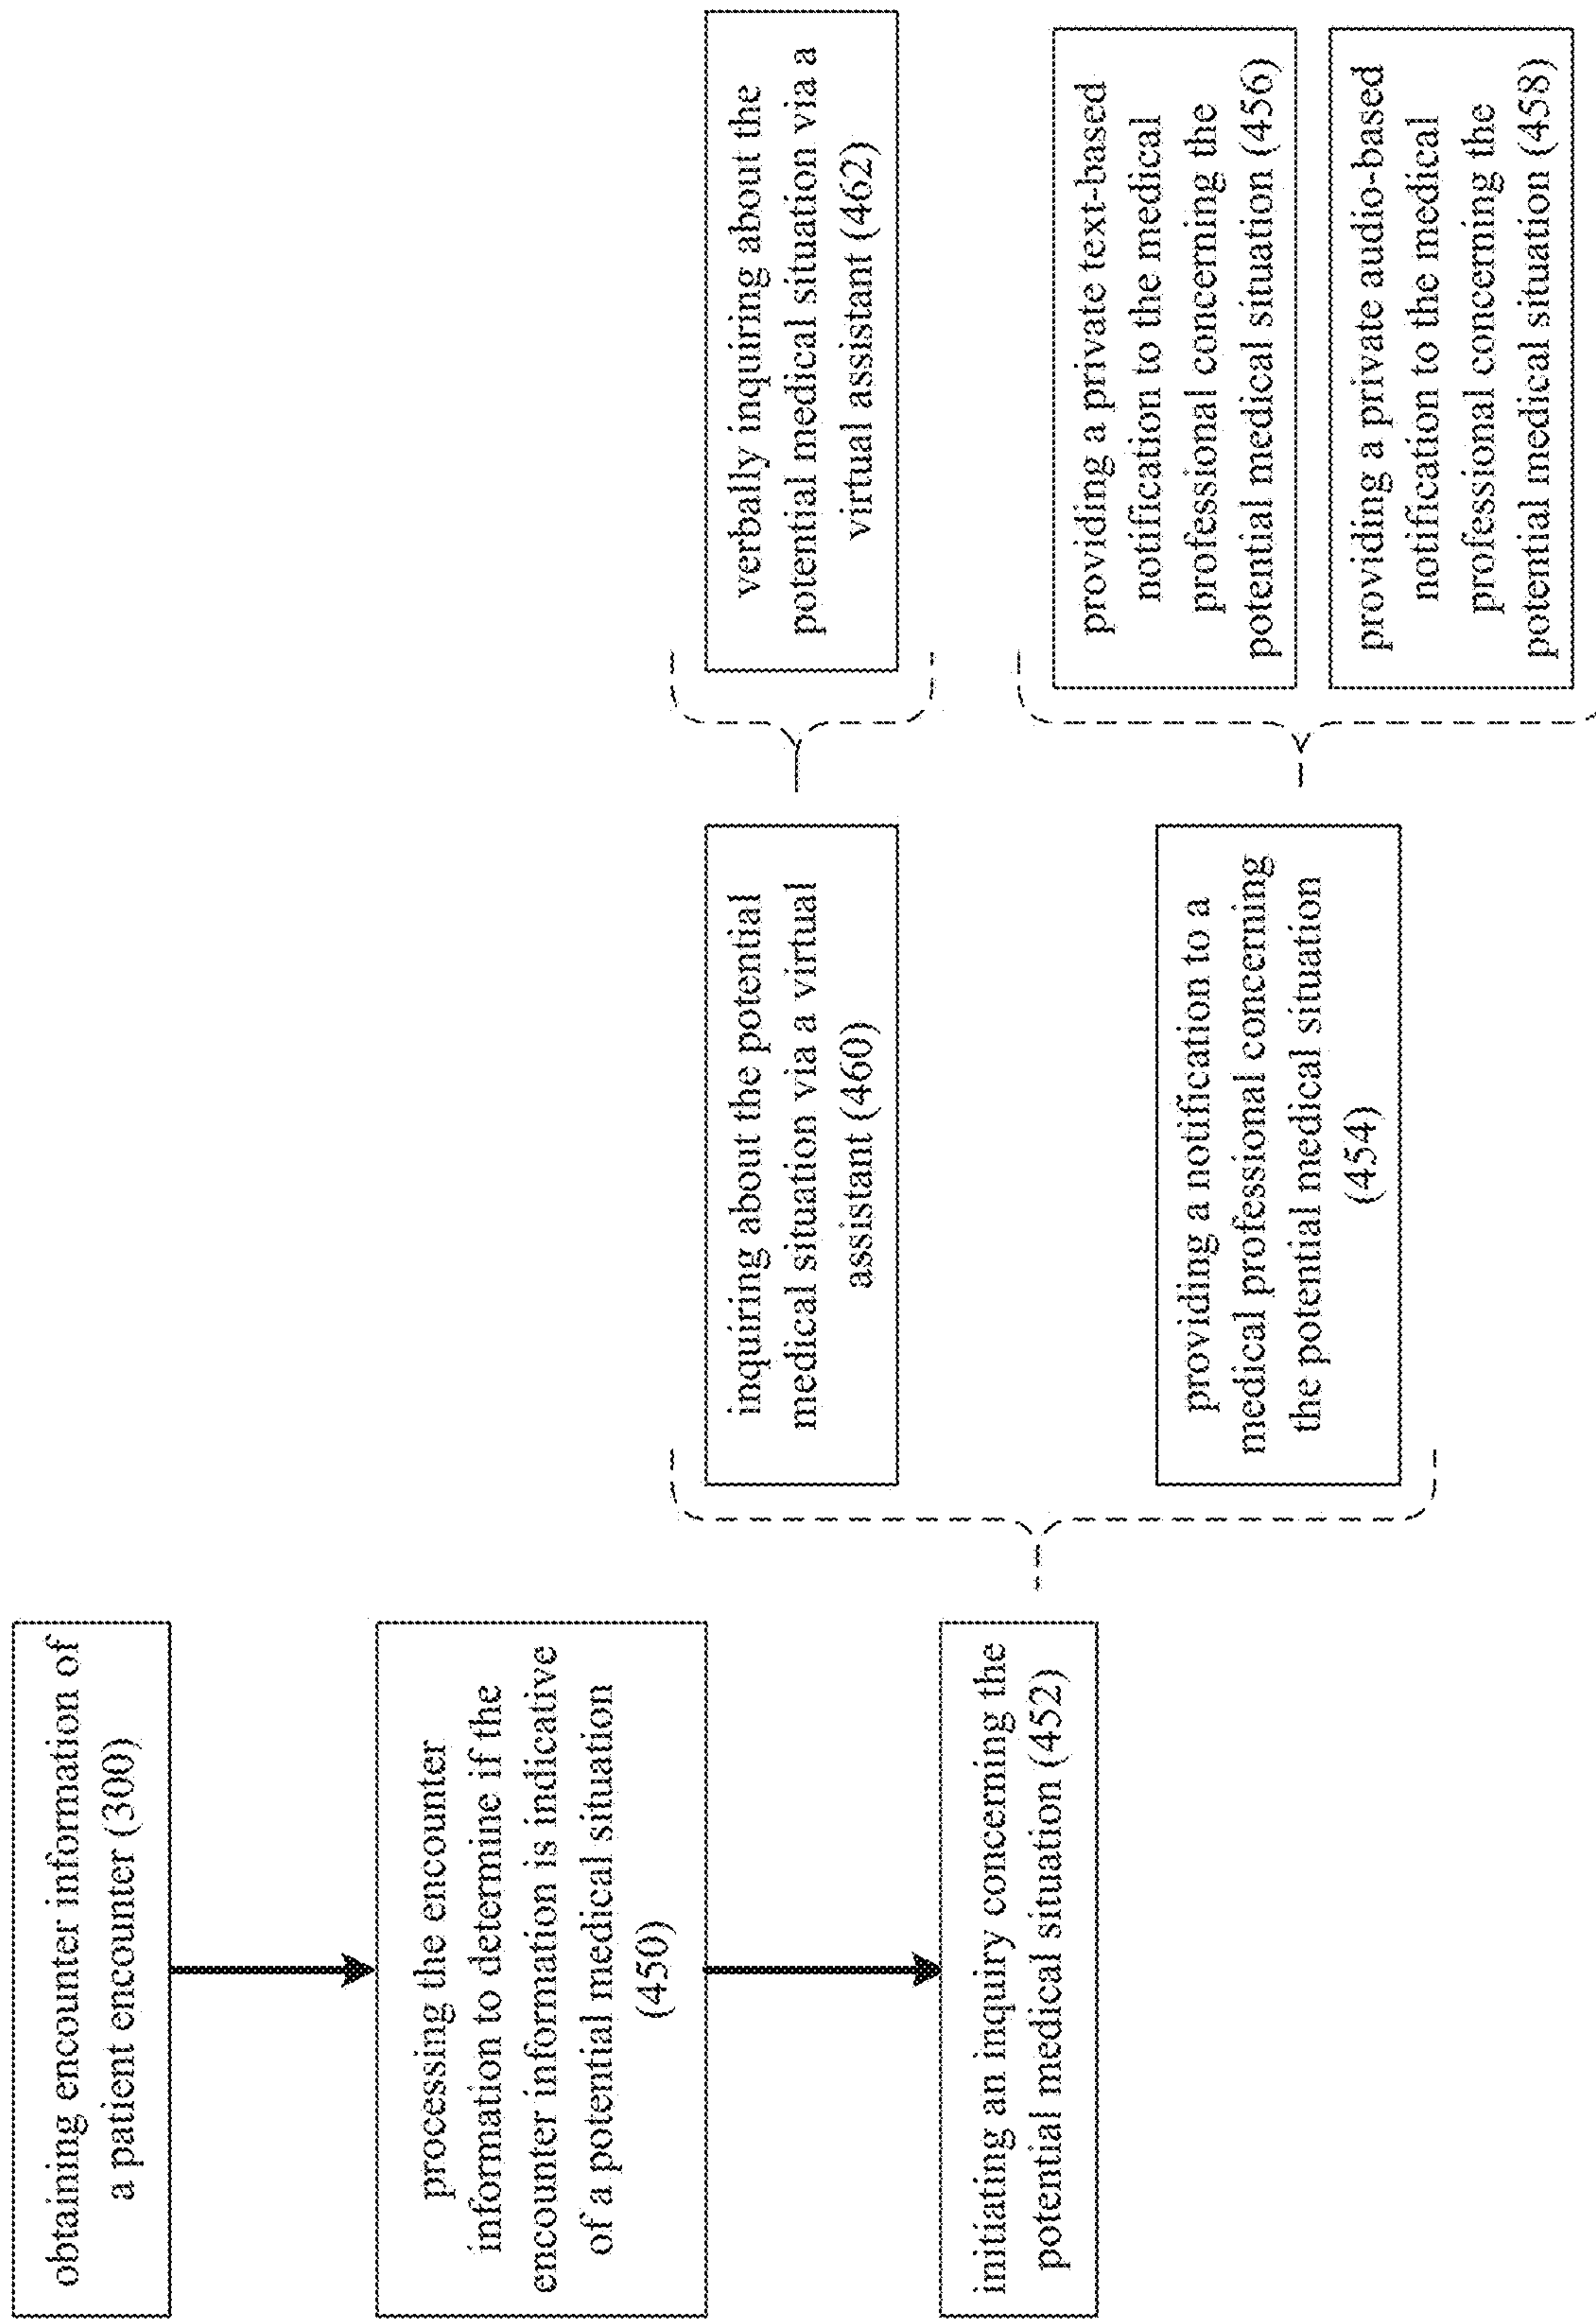 obtaining encounter information of
a patient encounter (300)
processing the encounter
information to determine if the
encounter information is indicative
of a potential medical situation
(450)
initiating an inquiry concerning the
potential medical situation (452)
inquiring about the potential
medical situation via a virtual
assistant (460)
providing a notification to a
medical professional concerning
the potential medical situation
(454)
verbally inquiring about the
potential medical situation via a
virtual assistant (462)
providing a private text-based
notification to the medical
professional concerning the
potential medical situation (456)
providing a private audio-based
notification to the medical
professional concerning the
potential medical situation (458)